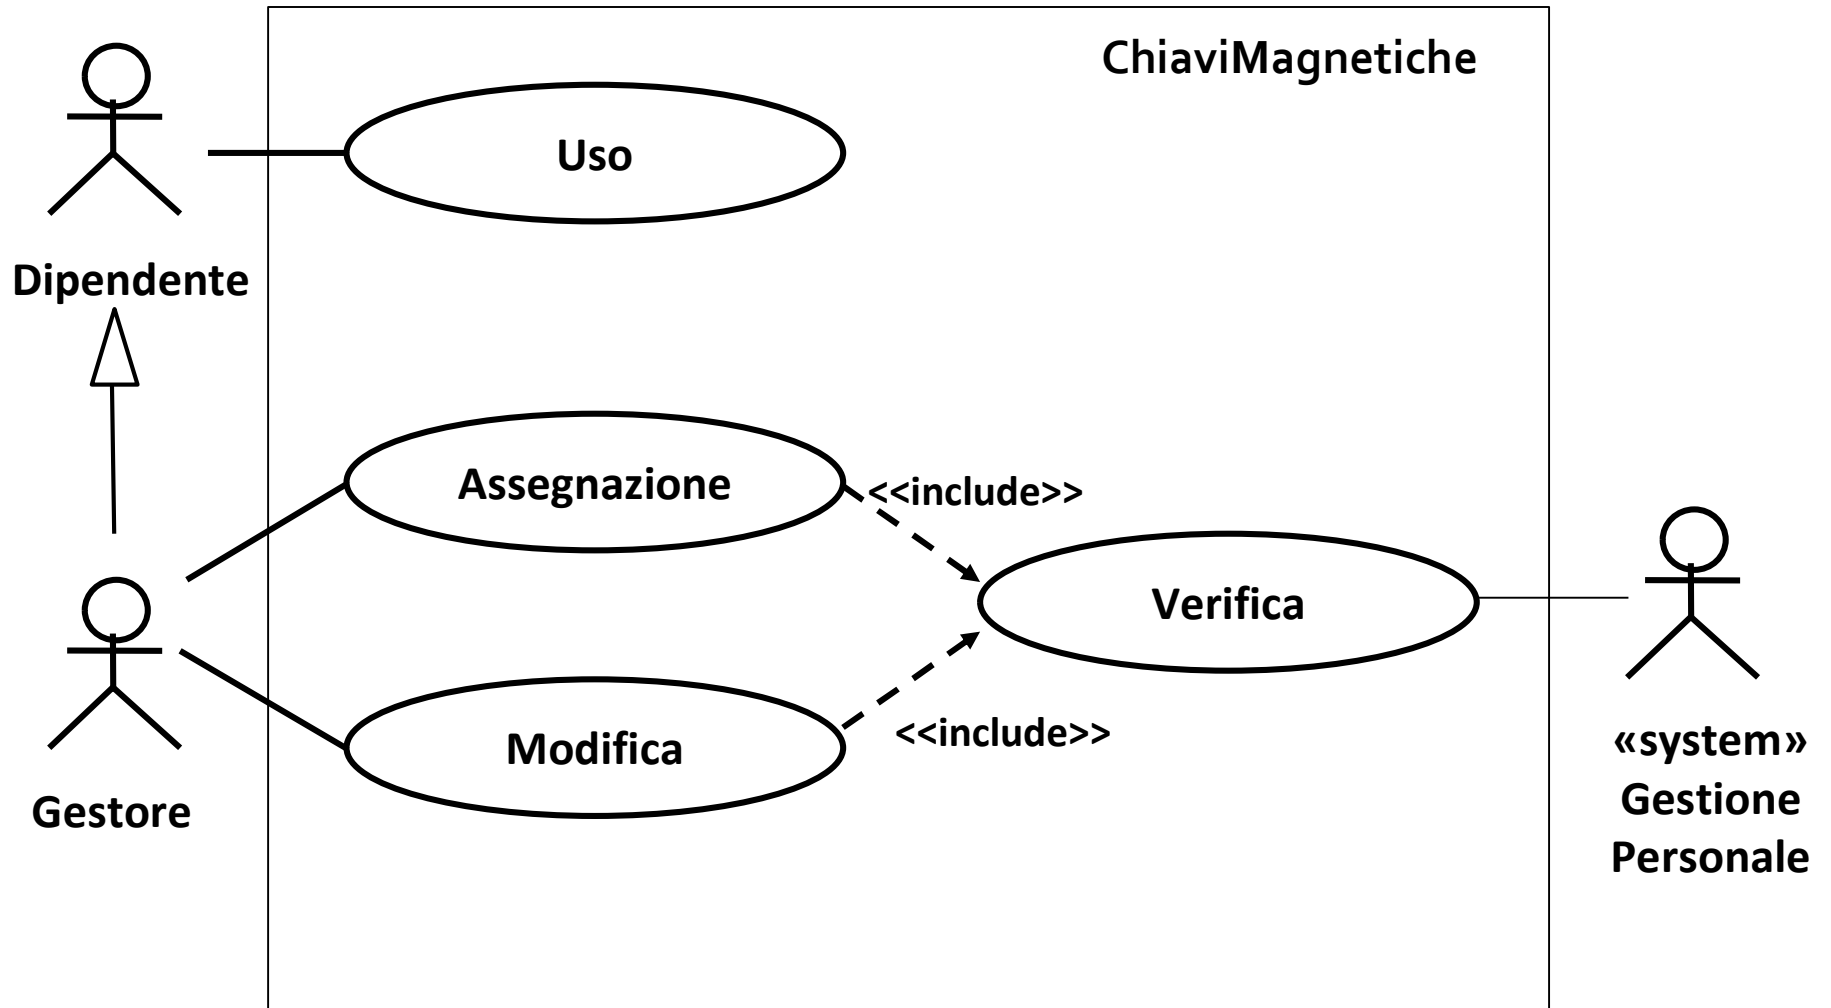 ChiaviMagnetiche
Uso
Dipendente
Assegnazione
<<include>>
Verifica
Modifica
<<include>>
Gestore
«system»
Gestione
Personale